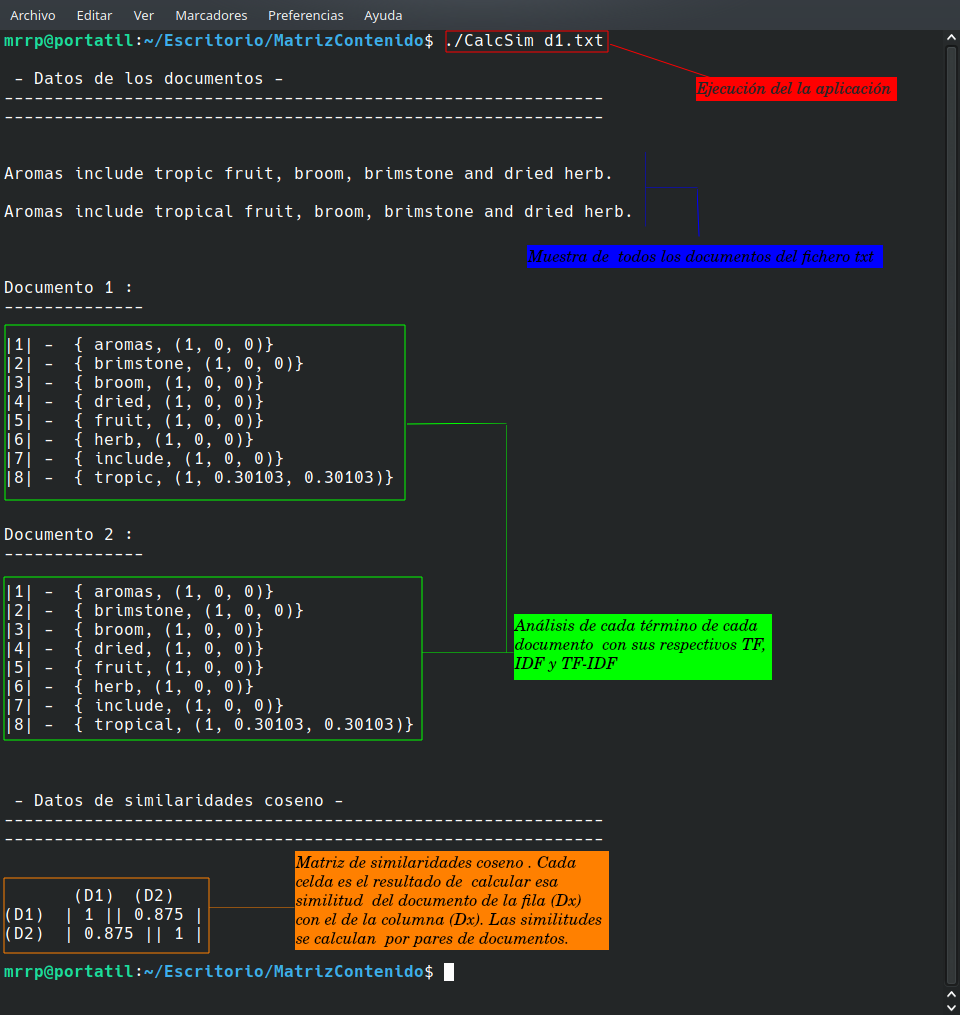 Archivo Editar Ver Marcadores Preferencias Ayuda
mrrp@portatil:~/Escritorio/MatrizContenido$ ./CalcSim d1.txt
- Datos de los documentos -
Ejecución del la aplicación
------------------------------------------------------------
------------------------------------------------------------
Aromas include tropic fruit, broom, brimstone and dried herb.
Aromas include tropical fruit, broom, brimstone and dried herb.
Muestra de  todos los documentos del fichero txt
Documento 1 :
--------------
|1| -  { aromas, (1, 0, 0)}
|2| -  { brimstone, (1, 0, 0)}
|3| -  { broom, (1, 0, 0)}
|4| -  { dried, (1, 0, 0)}
|5| -  { fruit, (1, 0, 0)}
|6| -  { herb, (1, 0, 0)}
|7| -  { include, (1, 0, 0)}
|8| -  { tropic, (1, 0.30103, 0.30103)}
Documento 2 :
--------------
|1| -  { aromas, (1, 0, 0)}
|2| -  { brimstone, (1, 0, 0)}
|3| -  { broom, (1, 0, 0)}
|4| -  { dried, (1, 0, 0)}
|5| -  { fruit, (1, 0, 0)}
|6| -  { herb, (1, 0, 0)}
|7| -  { include, (1, 0, 0)}
|8| -  { tropical, (1, 0.30103, 0.30103)}
Análisis de cada término de cada
documento  con sus respectivos TF,
IDF y TF-IDF
- Datos de similaridades coseno -
------------------------------------------------------------
------------------------------------------------------------
(D1)  (D2)
(D1)  | 1 || 0.875 |
(D2)  | 0.875 || 1 |
Matriz de similaridades coseno . Cada
celda es el resultado de  calcular esa
similitud  del documento de la fila (Dx)
con el de la columna (Dx). Las similitudes
se calculan  por pares de documentos.
mrrp@portatil:~/Escritorio/MatrizContenido$